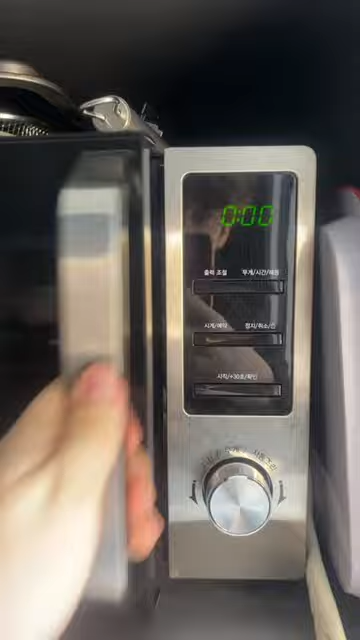 0:00
출력 조절 무게/시간/해동
시계/예약 정지/취소/신
시작/+30초/확인